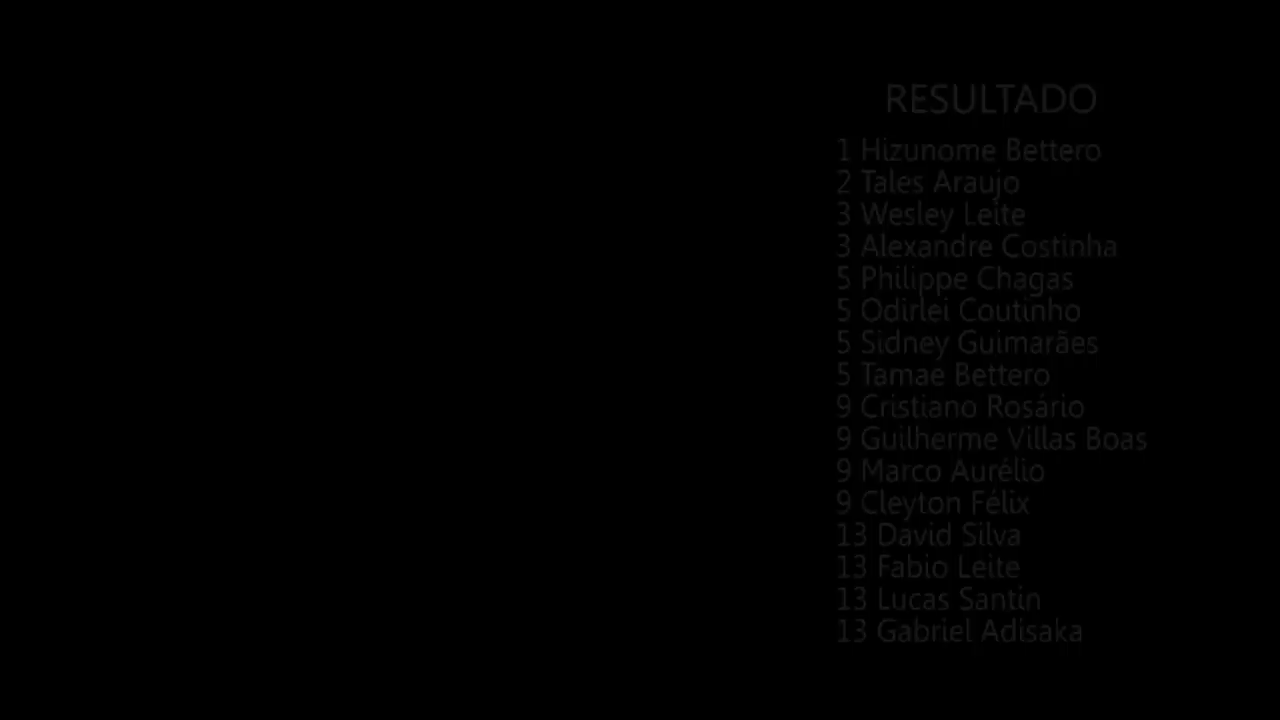 RESULTADO
1 Hizunome Bettero
2 Tales Araujo
3 Wesley Leite
3 Alexandre Costinha
5 Philippe Chagas
5 Odirlei Coutinho
5 Sidney Guimarães
5 Tamae Bettero
9 Cristiano Rosário
9 Guilherme Villas Boas
9 Marco Aurélio
9 Cleyton Félix
13 David Silva
13 Fabio Leite
13 Lucas Santin
13 Gabriel Adisaka